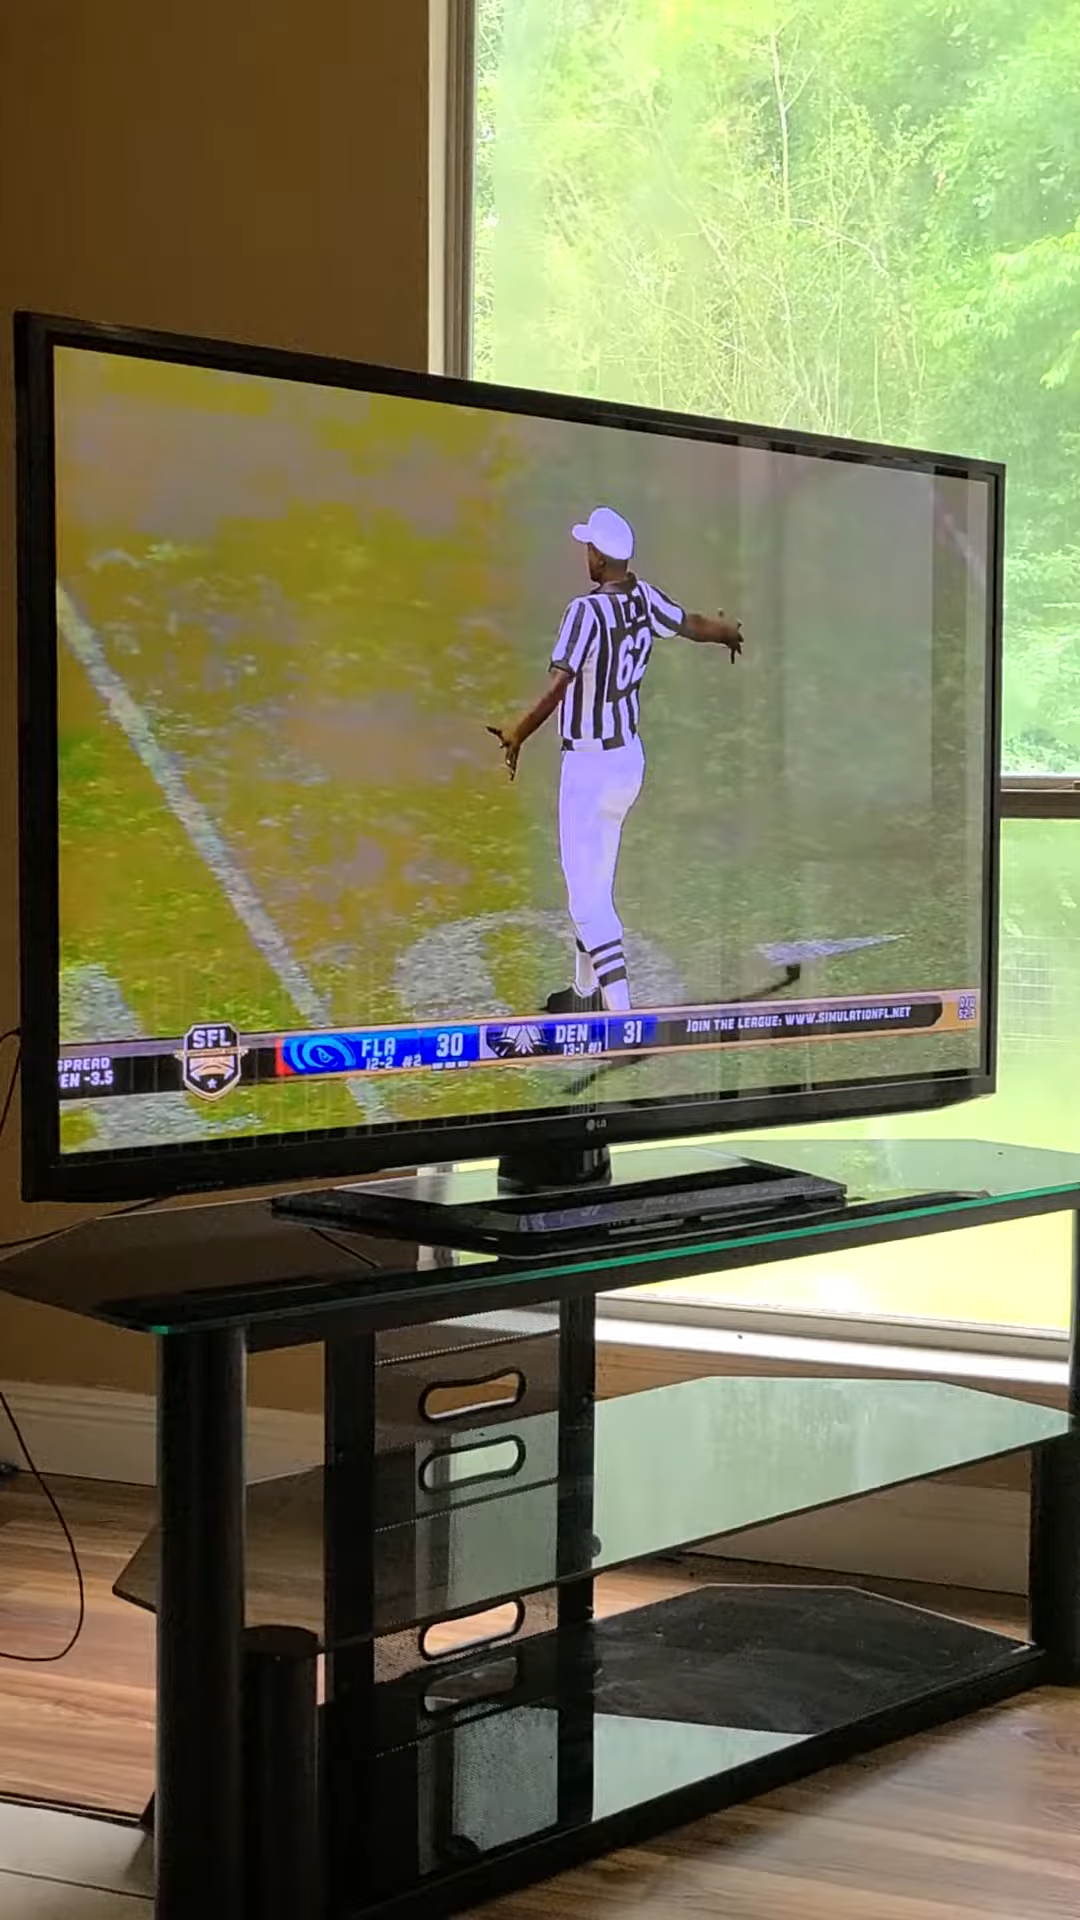 62
SPREAD
EN -3.5
SFL
FLA
12-2 #2
30
DEN
13-1 #1
31
JOIN THE LEAGUE: WWW.SIMULATIONFL.NET
O/U
LG